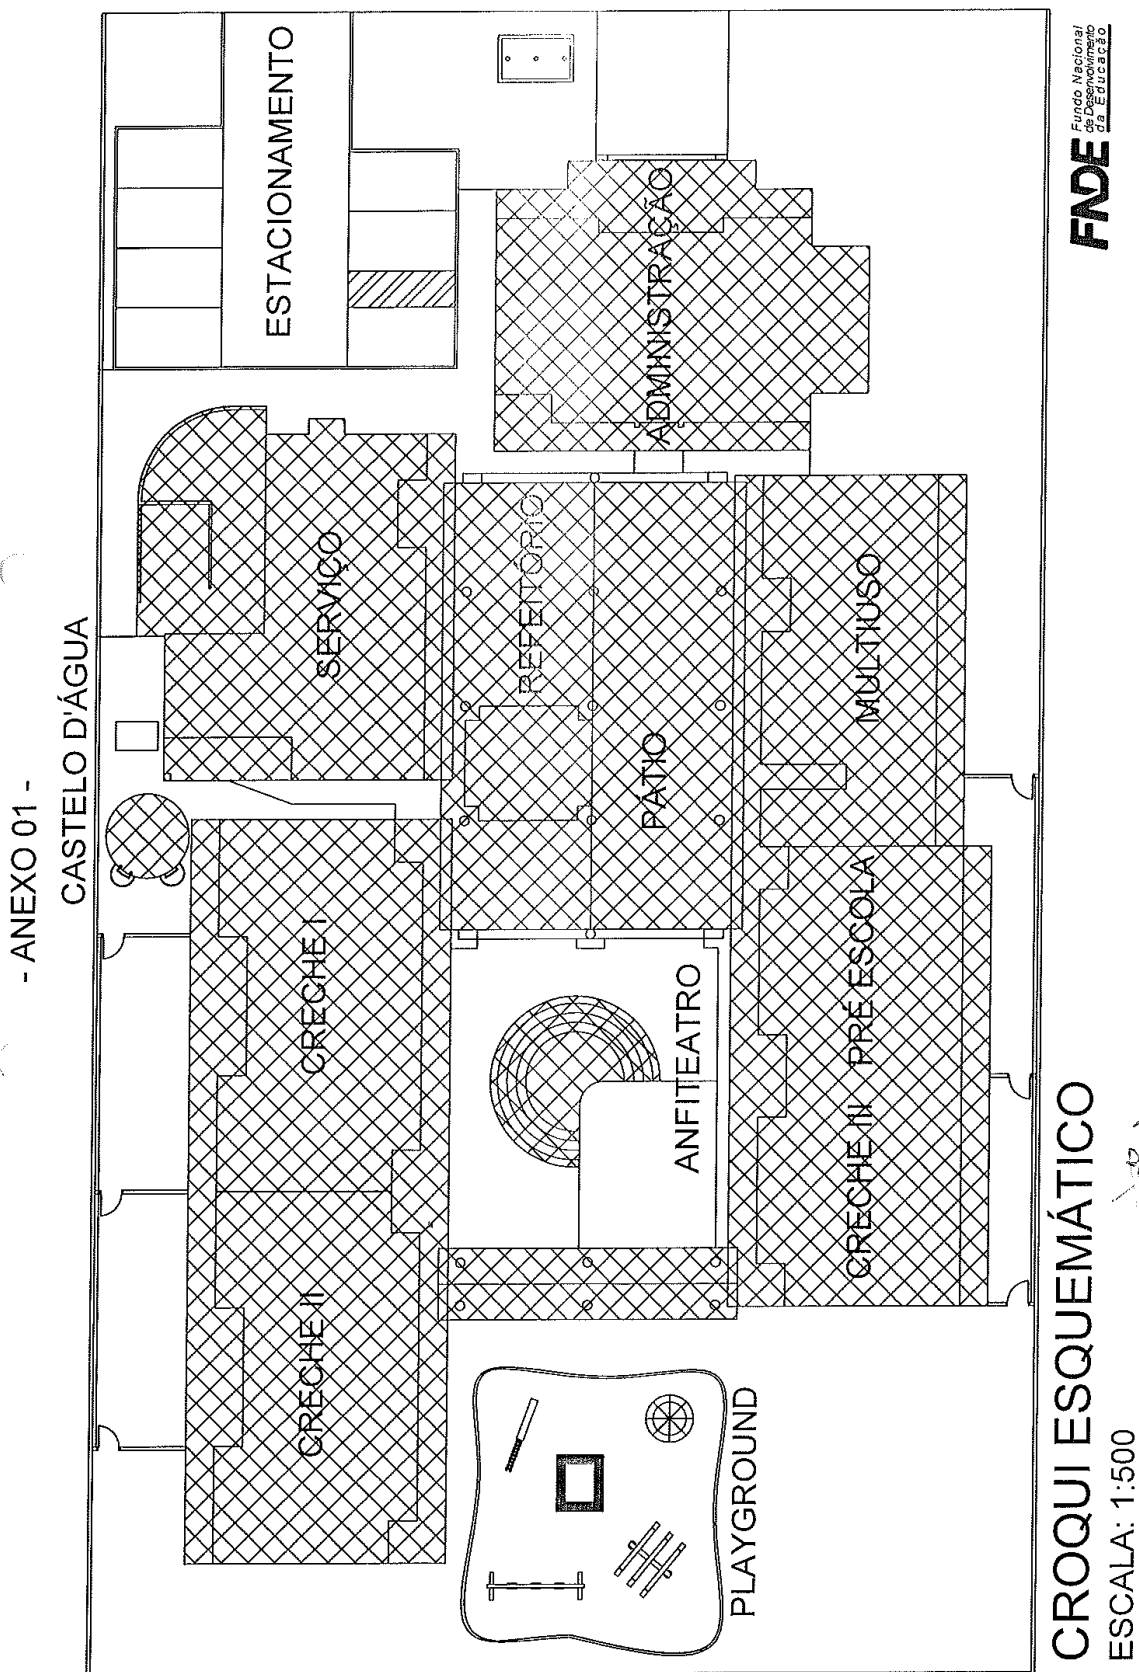 - ANEXO 01 -
CASTELO D'ÁGUA
ESTACIONAMENTO
SERVIÇO
CRECHE I
CRECHE II
REFEITÓRIO
PÁTIO
ADMINISTRAÇÃO
ANFITEATRO
MULTIUSO
CRECHE III PRÉ ESCOLA
PLAYGROUND
CROQUI ESQUEMÁTICO
ESCALA: 1:500
FNDE
Fundo Nacional
de Desenvolvimento
da Educação